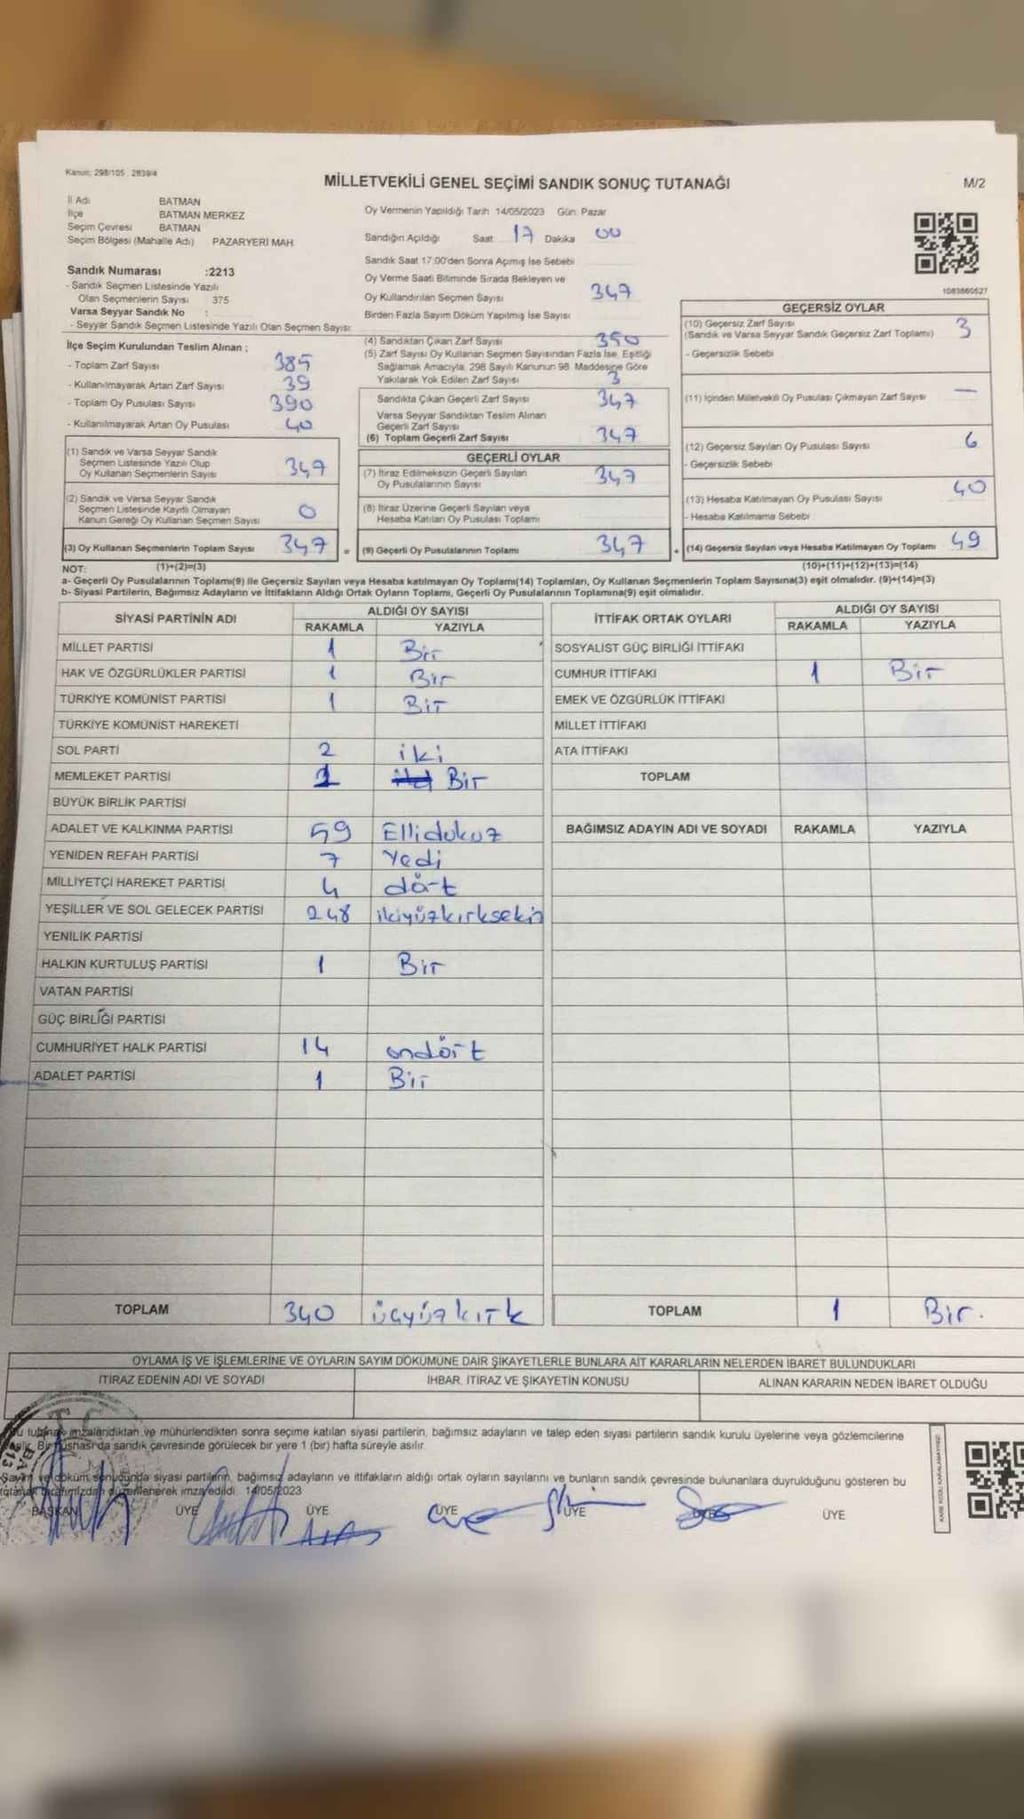 Kanun: 298/105 , 2839/4
MİLLETVEKİLİ GENEL SEÇİMİ SANDIK SONUÇ TUTANAĞI
M/2
İl Adı BATMAN
İlçe BATMAN MERKEZ
Seçim Çevresi BATMAN
Seçim Bölgesi (Mahalle Adı) PAZARYERİ MAH
Sandık Numarası :2213
- Sandık Seçmen Listesinde Yazılı
Olan Seçmenlerin Sayısı 375
Varsa Seyyar Sandık No :
- Seyyar Sandık Seçmen Listesinde Yazılı Olan Seçmen Sayısı:
Oy Vermenin Yapıldığı Tarih 14/05/2023 Gün: Pazar
Sandığın Açıldığı Saat 17 Dakika 00
Sandık Saat 17:00'den Sonra Açımış İse Sebebi
Oy Verme Saati Bitiminde Sırada Bekleyen ve
Oy Kullandırılan Seçmen Sayısı 347
Birden Fazla Sayım Döküm Yapılmış İse Sayısı
1083860527
İlçe Seçim Kurulundan Teslim Alınan ;
- Toplam Zarf Sayısı 385
- Kullanılmayarak Artan Zarf Sayısı 39
- Toplam Oy Pusulası Sayısı 390
- Kullanılmayarak Artan Oy Pusulası 40
(1) Sandık ve Varsa Seyyar Sandık
Seçmen Listesinde Yazılı Olup
Oy Kullanan Seçmenlerin Sayısı 347
(2) Sandık ve Varsa Seyyar Sandık
Seçmen Listesinde Kayıtlı Olmayan
Kanun Gereği Oy Kullanan Seçmen Sayısı 0
(3) Oy Kullanan Seçmenlerin Toplam Sayısı 347
(1)+(2)=(3)
(4) Sandıktan Çıkan Zarf Sayısı 350
(5) Zarf Sayısı Oy Kullanan Seçmen Sayısından Fazla İse, Eşitliği
Sağlamak Amacıyla, 298 Sayılı Kanunun 98. Maddesine Göre
Yakılarak Yok Edilen Zarf Sayısı 3
Sandıkta Çıkan Geçerli Zarf Sayısı 347
Varsa Seyyar Sandıktan Teslim Alınan
Geçerli Zarf Sayısı
(6) Toplam Geçerli Zarf Sayısı 347
GEÇERLİ OYLAR
(7) İtiraz Edilmeksizin Geçerli Sayılan
Oy Pusulalarının Sayısı 347
(8) İtiraz Üzerine Geçerli Sayılan veya
Hesaba Katılan Oy Pusulası Toplamı
= (9) Geçerli Oy Pusulalarının Toplamı 347
GEÇERSİZ OYLAR
(10) Geçersiz Zarf Sayısı 3
(Sandık ve Varsa Seyyar Sandık Geçersiz Zarf Toplamı)
- Geçersizlik Sebebi
(11) İçinden Milletvekili Oy Pusulası Çıkmayan Zarf Sayısı —
(12) Geçersiz Sayılan Oy Pusulası Sayısı 6
- Geçersizlik Sebebi
(13) Hesaba Katılmayan Oy Pusulası Sayısı 40
- Hesaba Katılmama Sebebi
+ (14) Geçersiz Sayılan veya Hesaba Katılmayan Oy Toplamı 49
(10)+(11)+(12)+(13)=(14)
NOT:
a- Geçerli Oy Pusulalarının Toplamı(9) ile Geçersiz Sayılan veya Hesaba katılmayan Oy Toplamı(14) Toplamları, Oy Kullanan Seçmenlerin Toplam Sayısına(3) eşit olmalıdır. (9)+(14)=(3)
b- Siyasi Partilerin, Bağımsız Adayların ve İttifakların Aldığı Ortak Oyların Toplamı, Geçerli Oy Pusulalarının Toplamına(9) eşit olmalıdır.
SİYASİ PARTİNİN ADI ALDIĞI OY SAYISI
RAKAMLA YAZIYLA
MİLLET PARTİSİ 1 Bir
HAK VE ÖZGÜRLÜKLER PARTİSİ 1 Bir
TÜRKİYE KOMÜNİST PARTİSİ 1 Bir
TÜRKİYE KOMÜNİST HAREKETİ
SOL PARTİ 2 iki
MEMLEKET PARTİSİ 1 Bir
BÜYÜK BİRLİK PARTİSİ
ADALET VE KALKINMA PARTİSİ 59 Ellidokuz
YENİDEN REFAH PARTİSİ 7 Yedi
MİLLİYETÇİ HAREKET PARTİSİ 4 dört
YEŞİLLER VE SOL GELECEK PARTİSİ 248 ikiyüzkırksekiz
YENİLİK PARTİSİ
HALKIN KURTULUŞ PARTİSİ 1 Bir
VATAN PARTİSİ
GÜÇ BİRLİĞİ PARTİSİ
CUMHURİYET HALK PARTİSİ 14 ondört
ADALET PARTİSİ 1 Bir
TOPLAM 340 üçyüzkırk
İTTİFAK ORTAK OYLARI ALDIĞI OY SAYISI
RAKAMLA YAZIYLA
SOSYALİST GÜÇ BİRLİĞİ İTTİFAKI
CUMHUR İTTİFAKI 1 Bir
EMEK VE ÖZGÜRLÜK İTTİFAKI
MİLLET İTTİFAKI
ATA İTTİFAKI
TOPLAM
BAĞIMSIZ ADAYIN ADI VE SOYADI RAKAMLA YAZIYLA
TOPLAM 1 Bir.
OYLAMA İŞ VE İŞLEMLERİNE VE OYLARIN SAYIM DÖKÜMÜNE DAİR ŞİKAYETLERLE BUNLARA AİT KARARLARIN NELERDEN İBARET BULUNDUKLARI
İTİRAZ EDENİN ADI VE SOYADI İHBAR, İTİRAZ VE ŞİKAYETİN KONUSU ALINAN KARARIN NEDEN İBARET OLDUĞU
imzalandıktan ve mühürlendikten sonra seçime katılan siyasi partilerin, bağımsız adayların ve talep eden siyasi partilerin sandık kurulu üyelerine veya gözlemcilerine
Bir nüshası da sandık çevresinde görülecek bir yere 1 (bir) hafta süreyle asılır.
Sayım ve döküm sonucunda siyasi partilerin, bağımsız adayların ve ittifakların aldığı ortak oyların sayılarını ve bunların sandık çevresinde bulunanlara duyrulduğunu gösteren bu
tutanak tarafımızdan düzenlenerek imza edildi. 14/05/2023
BAŞKAN ÜYE ÜYE ÜYE ÜYE ÜYE
KARE KODU KARALAMAYINIZ